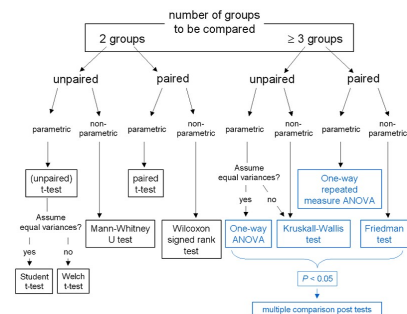 number of groups
to be compared
2 groups
≥ 3 groups
unpaired
paired
unpaired
paired
parametric
non-
parametric
parametric
non-
parametric
parametric
non-
parametric
parametric
non-
parametric
(unpaired)
t-test
paired
t-test
Assume
equal variances?
yes
no
One-way
repeated
measure ANOVA
Assume
equal variances?
yes
no
Mann-Whitney
U test
Wilcoxon
signed rank
test
One-way
ANOVA
Kruskall-Wallis
test
Friedman
test
Student
t-test
Welch
t-test
P < 0.05
multiple comparison post tests